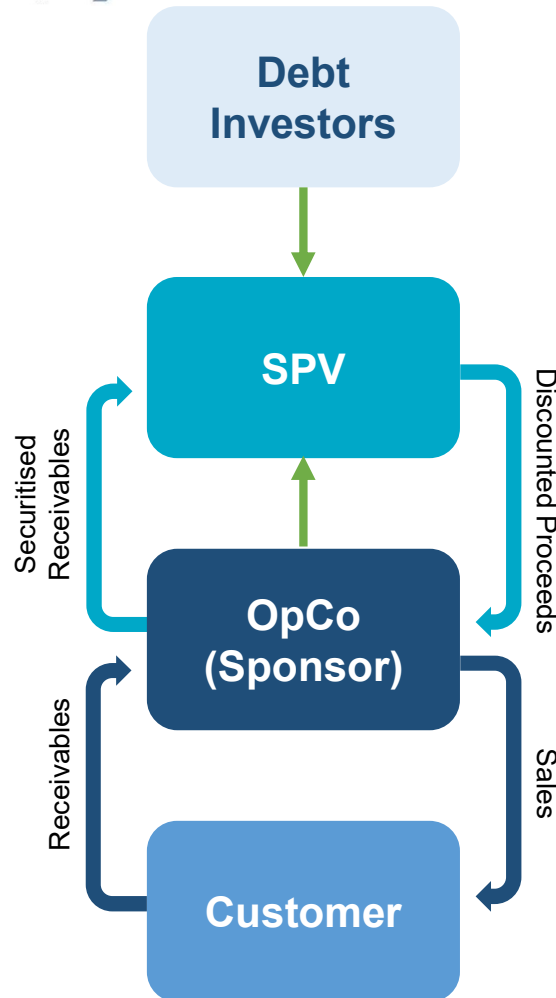 Debt
Investors
SPV
Securitised
Receivables
Discounted Proceeds
OpCo
(Sponsor)
Receivables
Sales
Customer